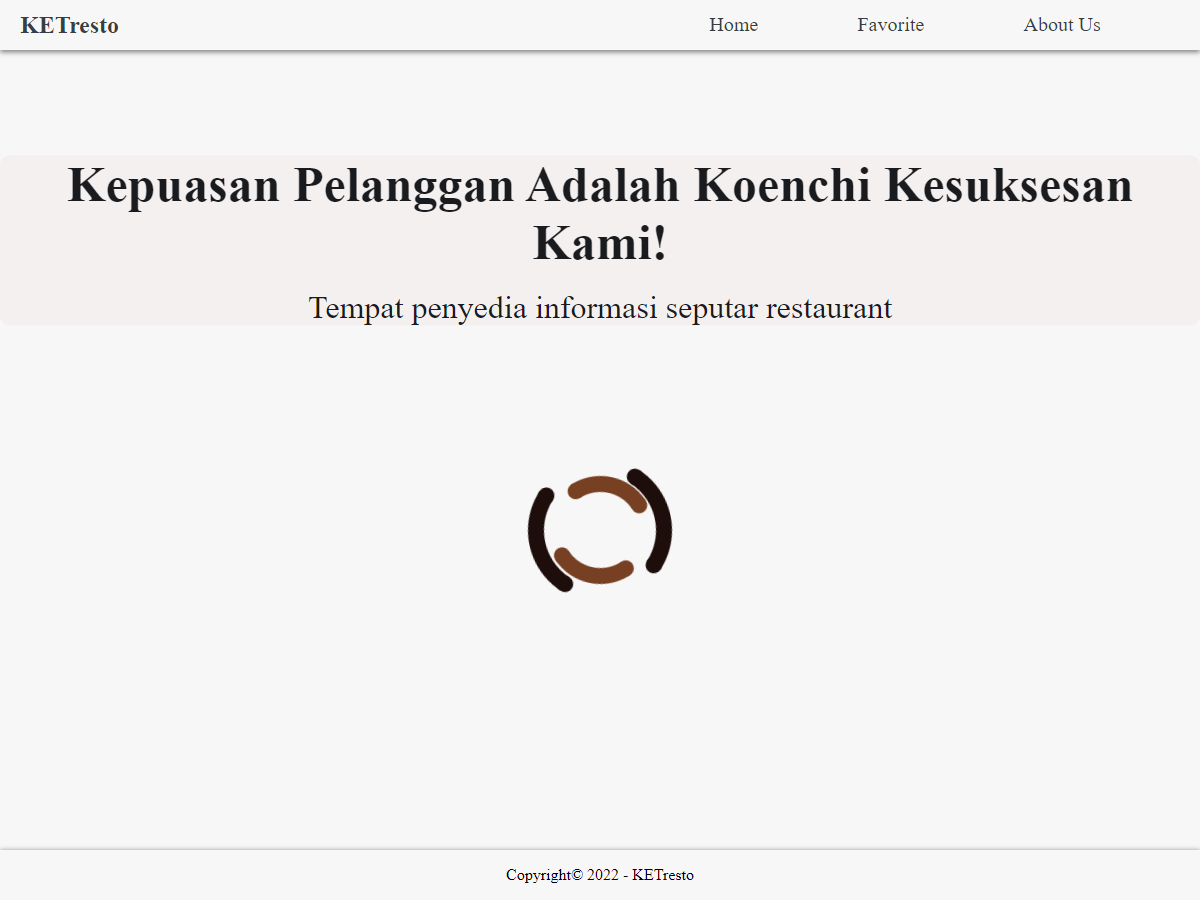 KETresto
Home
Favorite
About Us
Kepuasan Pelanggan Adalah Koenchi Kesuksesan
Kami!
Tempat penyedia informasi seputar restaurant
Copyright© 2022 - KETresto